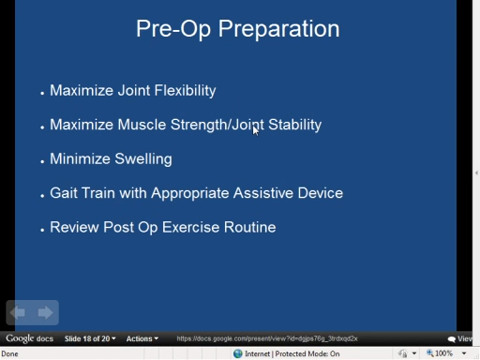 Pre-Op Preparation
• Maximize Joint Flexibility
• Maximize Muscle Strength/Joint Stability
• Minimize Swelling
• Gait Train with Appropriate Assistive Device
• Review Post Op Exercise Routine
Google docs Slide 18 of 20 Actions
Done Internet | Protected Mode: On 100%